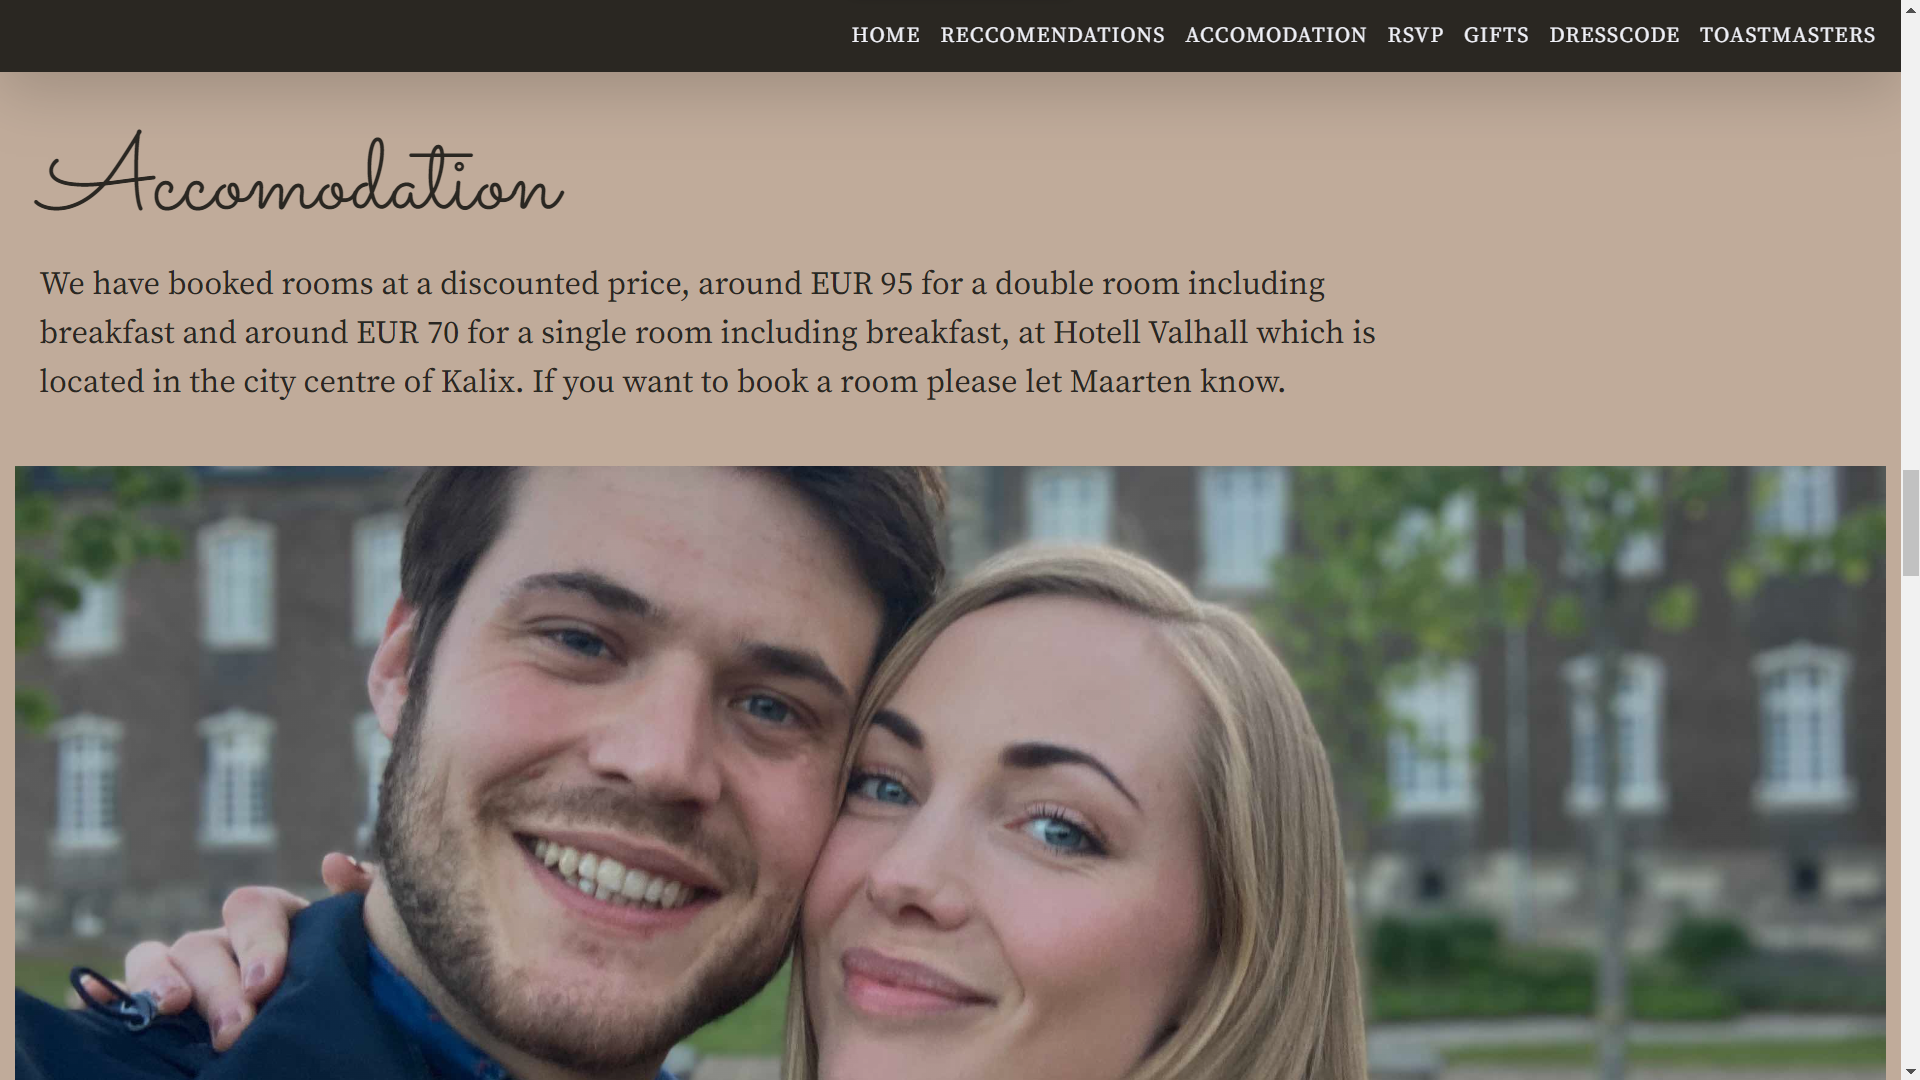 HOME RECCOMENDATIONS ACCOMODATION RSVP GIFTS DRESSCODE TOASTMASTERS
Accomodation
We have booked rooms at a discounted price, around EUR 95 for a double room including
breakfast and around EUR 70 for a single room including breakfast, at Hotell Valhall which is
located in the city centre of Kalix. If you want to book a room please let Maarten know.